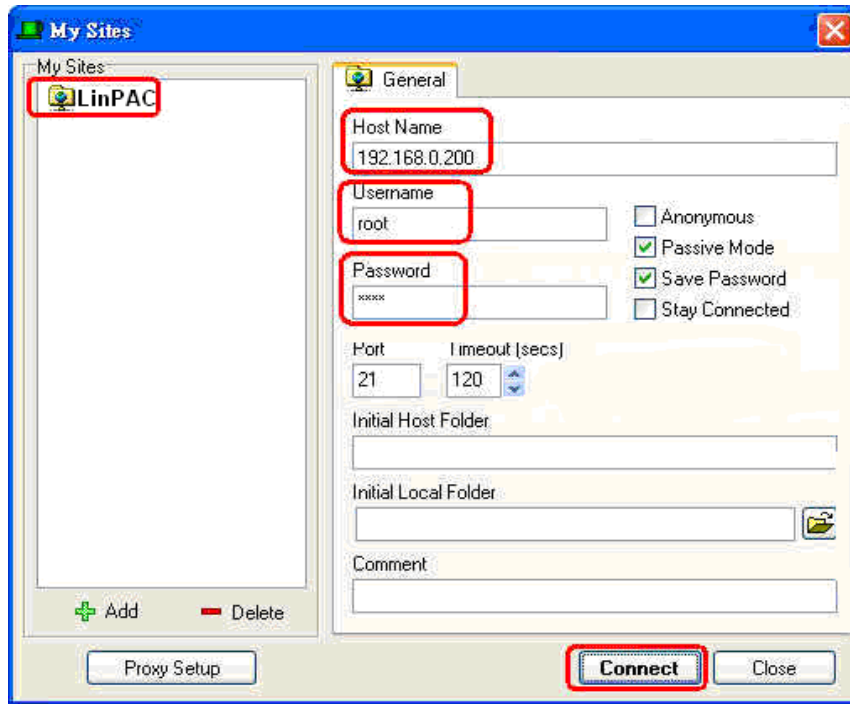 My Sites
My Sites
LinPAC
General
Host Name
192.168.0.200
Username
root
Anonymous
Passive Mode
Password
Save Password
xxxx
Stay Connected
Port Timeout (secs)
21 120
Initial Host Folder
Initial Local Folder
Comment
Add Delete
Proxy Setup Connect Close